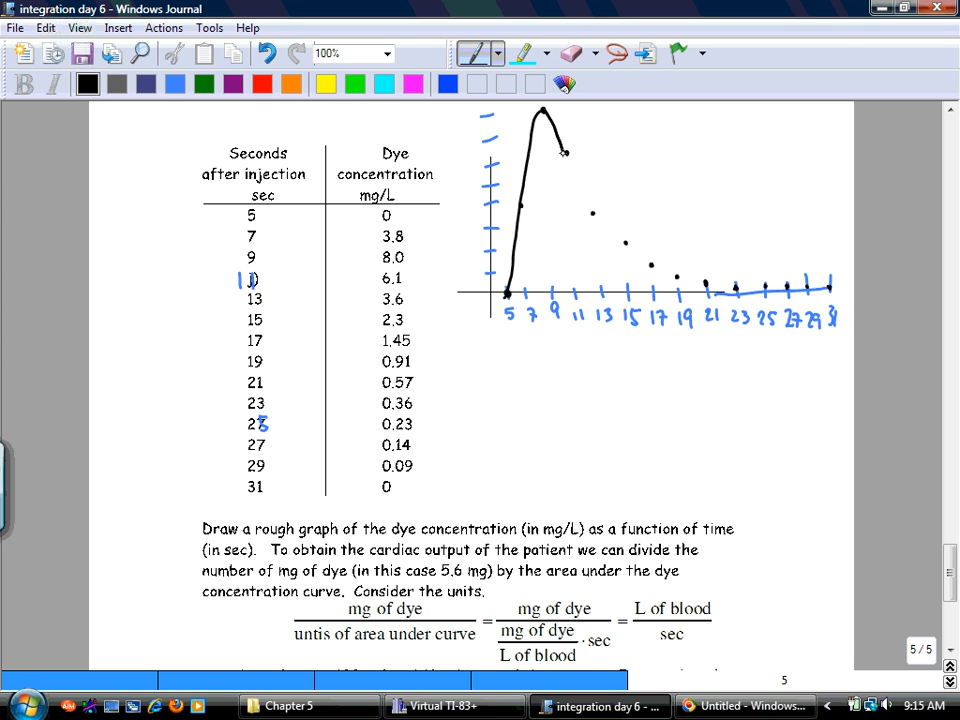 integration day 6 - Windows Journal
File Edit View Insert Actions Tools Help
100%
Seconds Dye
after injection concentration
sec mg/L
5 0
7 3.8
9 8.0
11 6.1
13 3.6
15 2.3
17 1.45
19 0.91
21 0.57
23 0.36
25 0.23
27 0.14
29 0.09
31 0
5 7 9 11 13 15 17 19 21 23 25 27 29 31
Draw a rough graph of the dye concentration (in mg/L) as a function of time
(in sec). To obtain the cardiac output of the patient we can divide the
number of mg of dye (in this case 5.6 mg) by the area under the dye
concentration curve. Consider the units.
mg of dye mg of dye L of blood
untis of area under curve = mg of dye · sec = sec
L of blood
5 / 5
5
Chapter 5 Virtual TI-83+ integration day 6 - ... Untitled - Windows... 9:15 AM